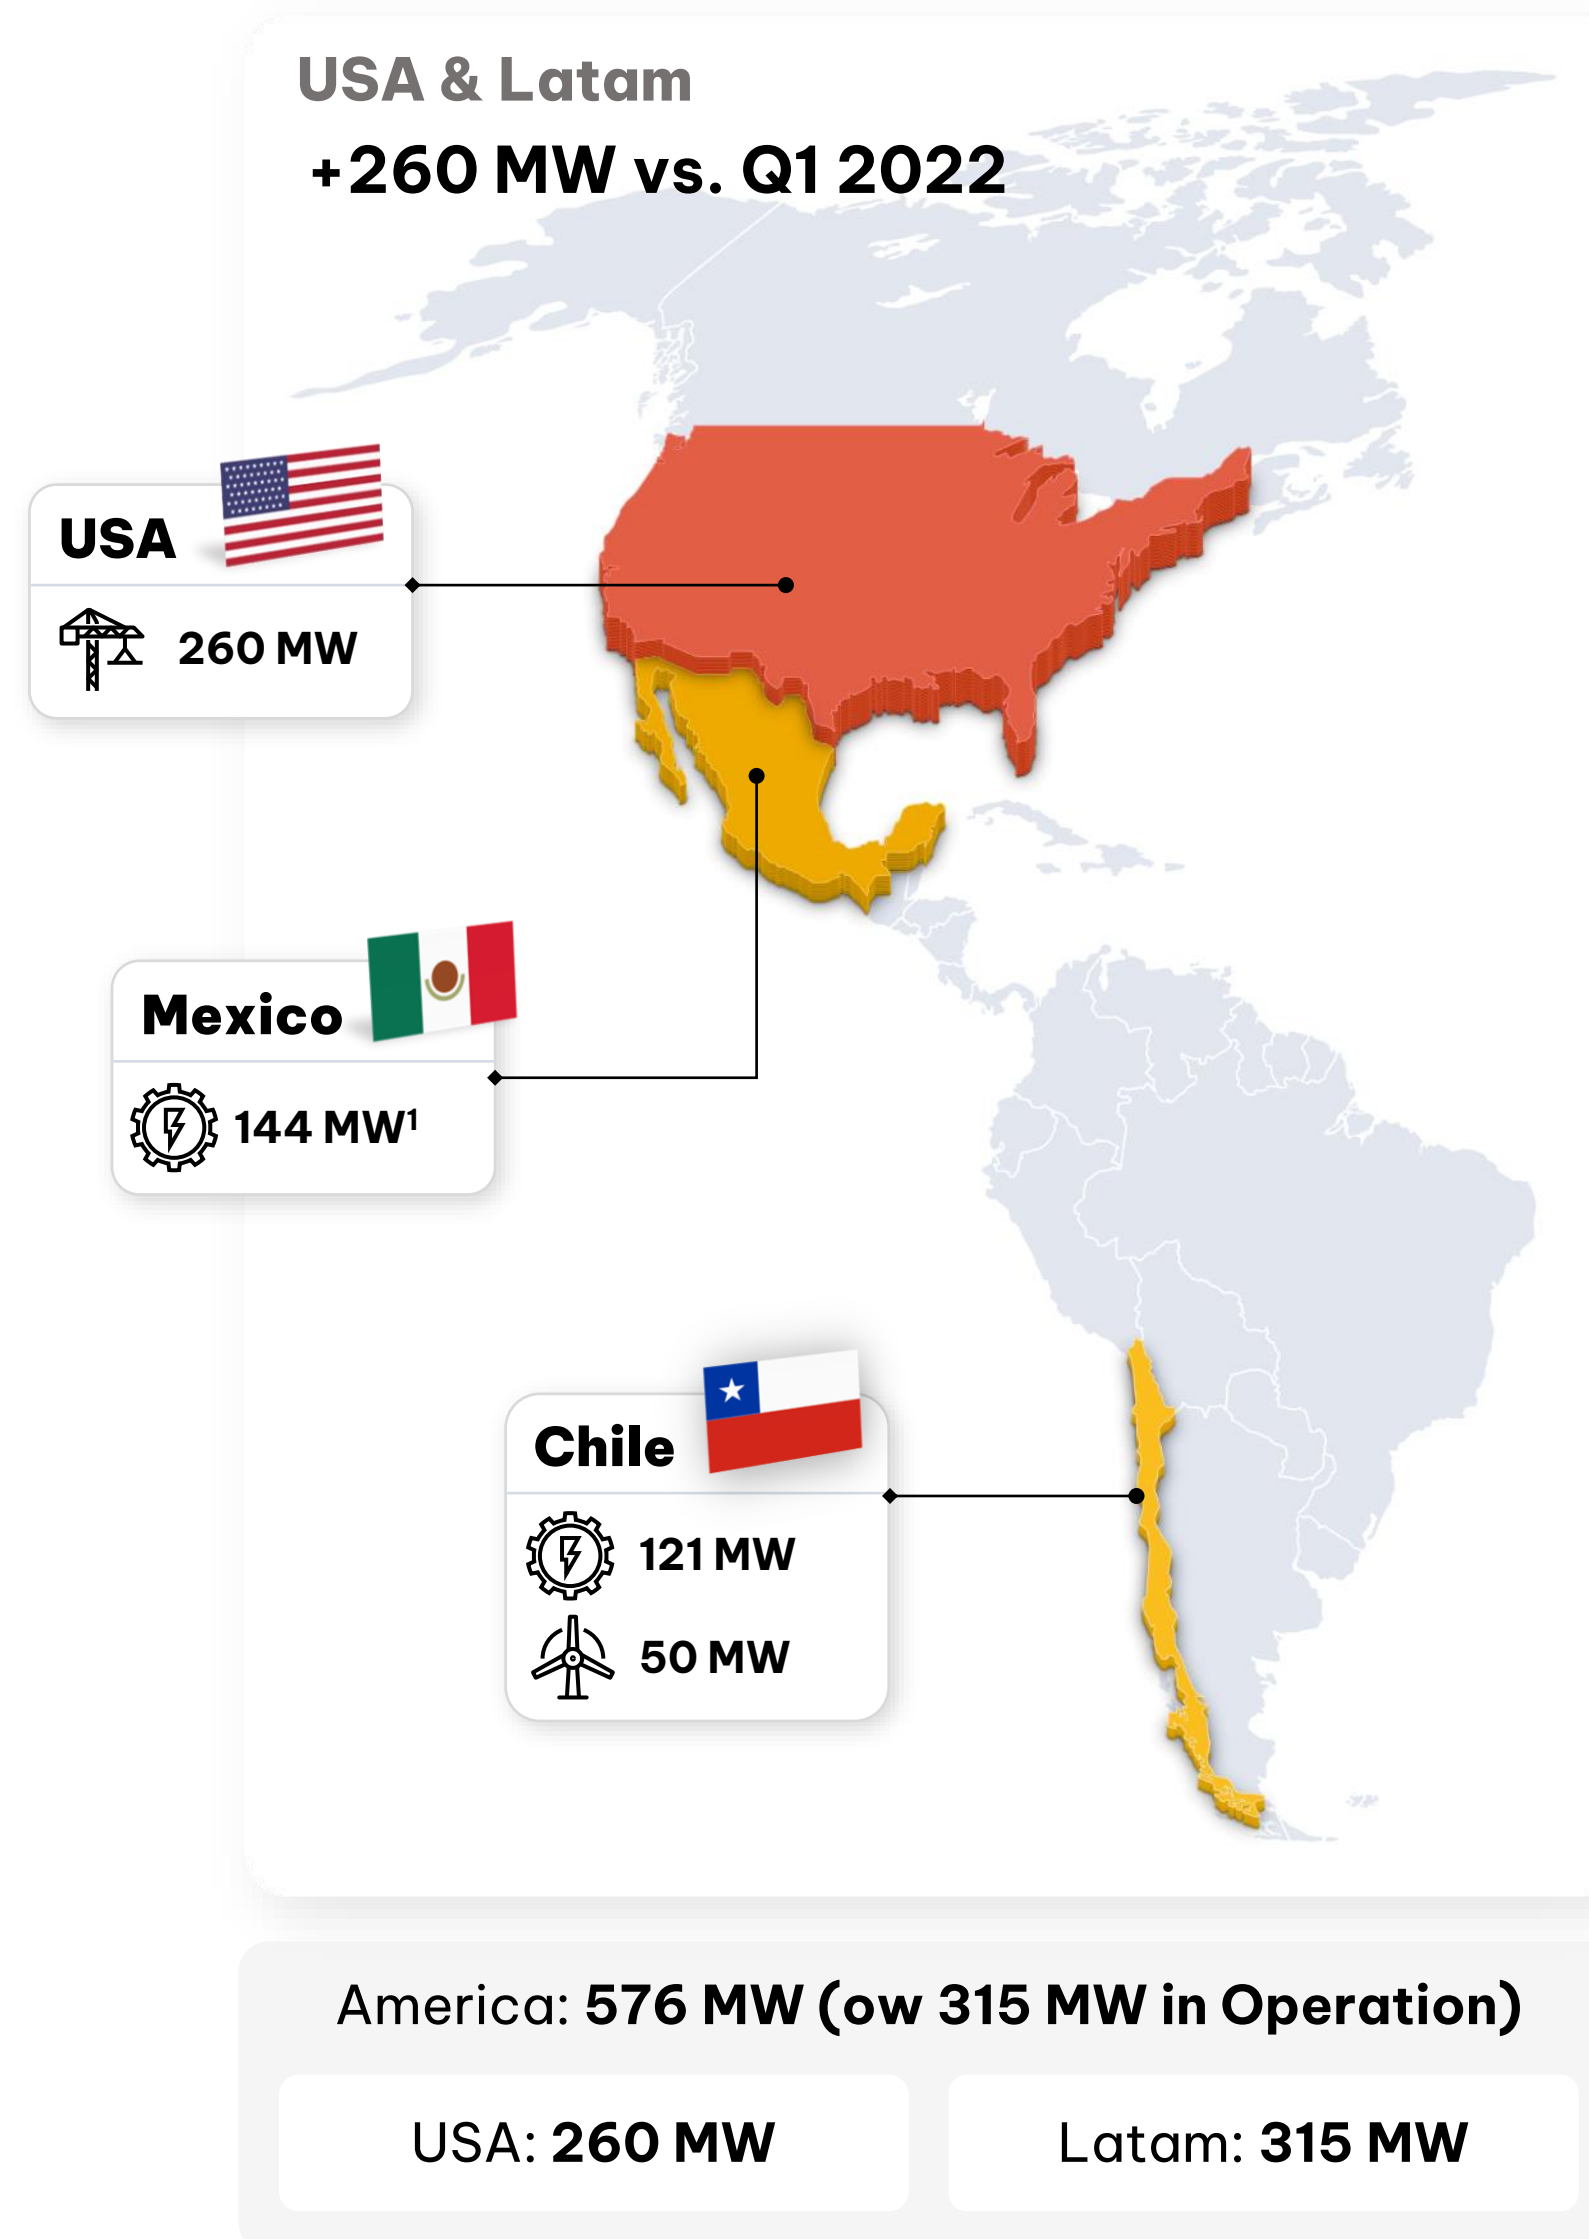 USA & Latam
+260 MW vs. Q1 2022
USA
260 MW
Mexico
144 MW¹
Chile
121 MW
50 MW
America: 576 MW (ow 315 MW in Operation)
USA: 260 MW
Latam: 315 MW